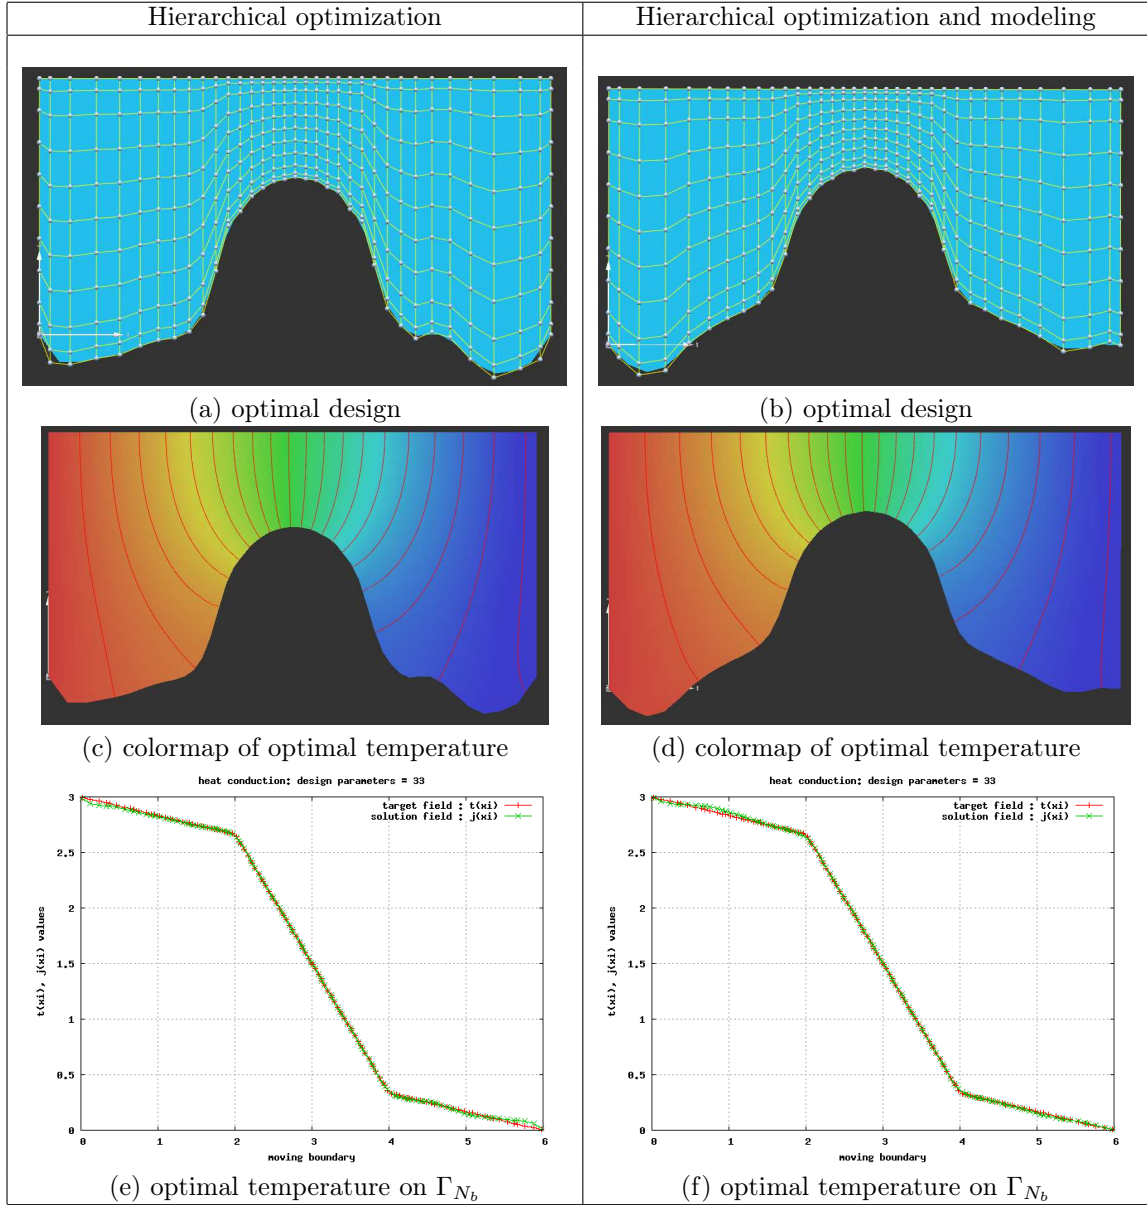 Hierarchical optimization
Hierarchical optimization and modeling
(a) optimal design
(b) optimal design
(c) colormap of optimal temperature
(d) colormap of optimal temperature
heat conduction: design parameters = 33
target field : t(xi)
solution field : j(xi)
t(xi), j(xi) values
3
2.5
2
1.5
1
0.5
0
0 1 2 3 4 5 6
moving boundary
heat conduction: design parameters = 33
target field : t(xi)
solution field : j(xi)
t(xi), j(xi) values
3
2.5
2
1.5
1
0.5
0
0 1 2 3 4 5 6
moving boundary
(e) optimal temperature on Γ_{N_b}
(f) optimal temperature on Γ_{N_b}